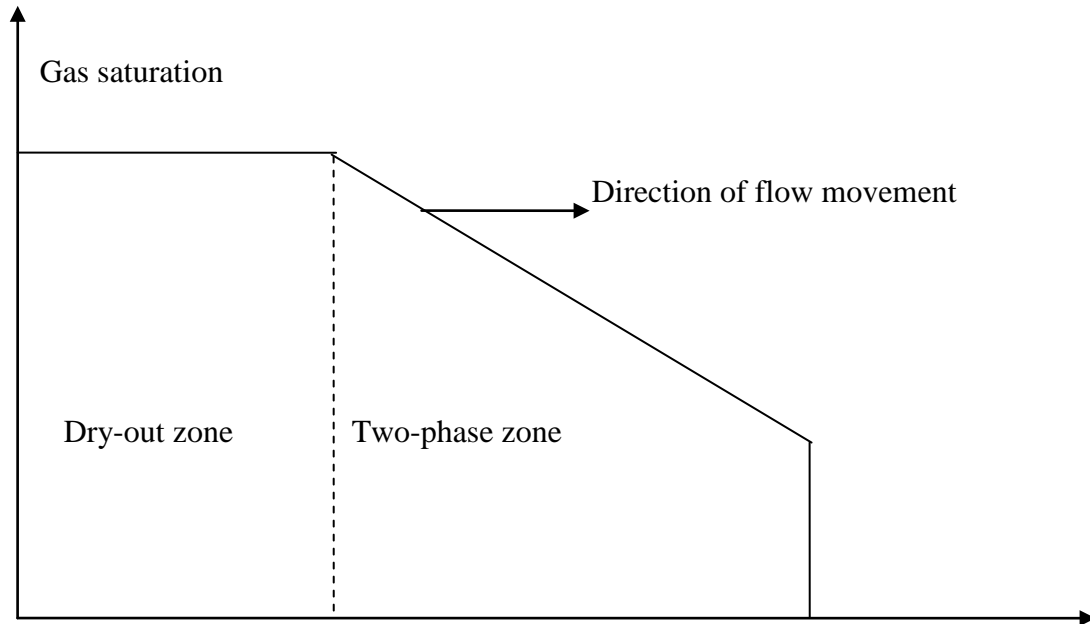 Gas saturation
Direction of flow movement
Dry-out zone
Two-phase zone